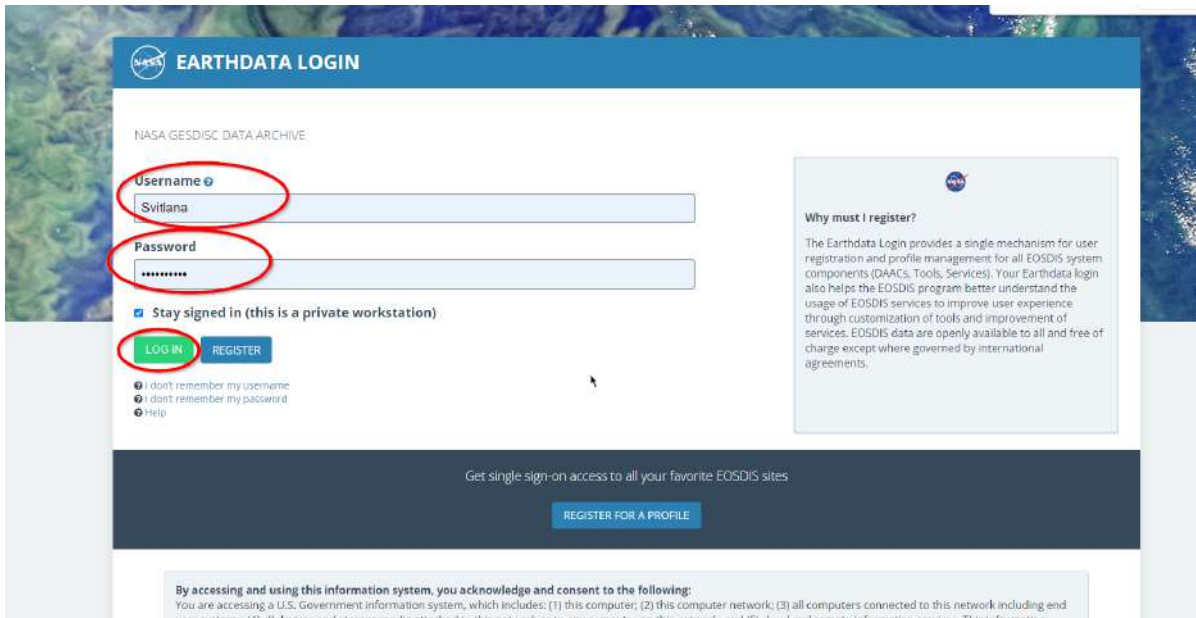 NASA
EARTHDATA LOGIN
NASA GESDISC DATA ARCHIVE
Username
Svitlana
Password
Stay signed in (this is a private workstation)
LOG IN REGISTER
I don't remember my username
I don't remember my password
Help
NASA
Why must I register?
The Earthdata Login provides a single mechanism for user
registration and profile management for all EOSDIS system
components (DAACs, Tools, Services). Your Earthdata login
also helps the EOSDIS program better understand the
usage of EOSDIS services to improve user experience
through customization of tools and improvement of
services. EOSDIS data are openly available to all and free of
charge except where governed by international
agreements.
Get single sign-on access to all your favorite EOSDIS sites
REGISTER FOR A PROFILE
By accessing and using this information system, you acknowledge and consent to the following:
You are accessing a U.S. Government information system, which includes: (1) this computer; (2) this computer network; (3) all computers connected to this network including end